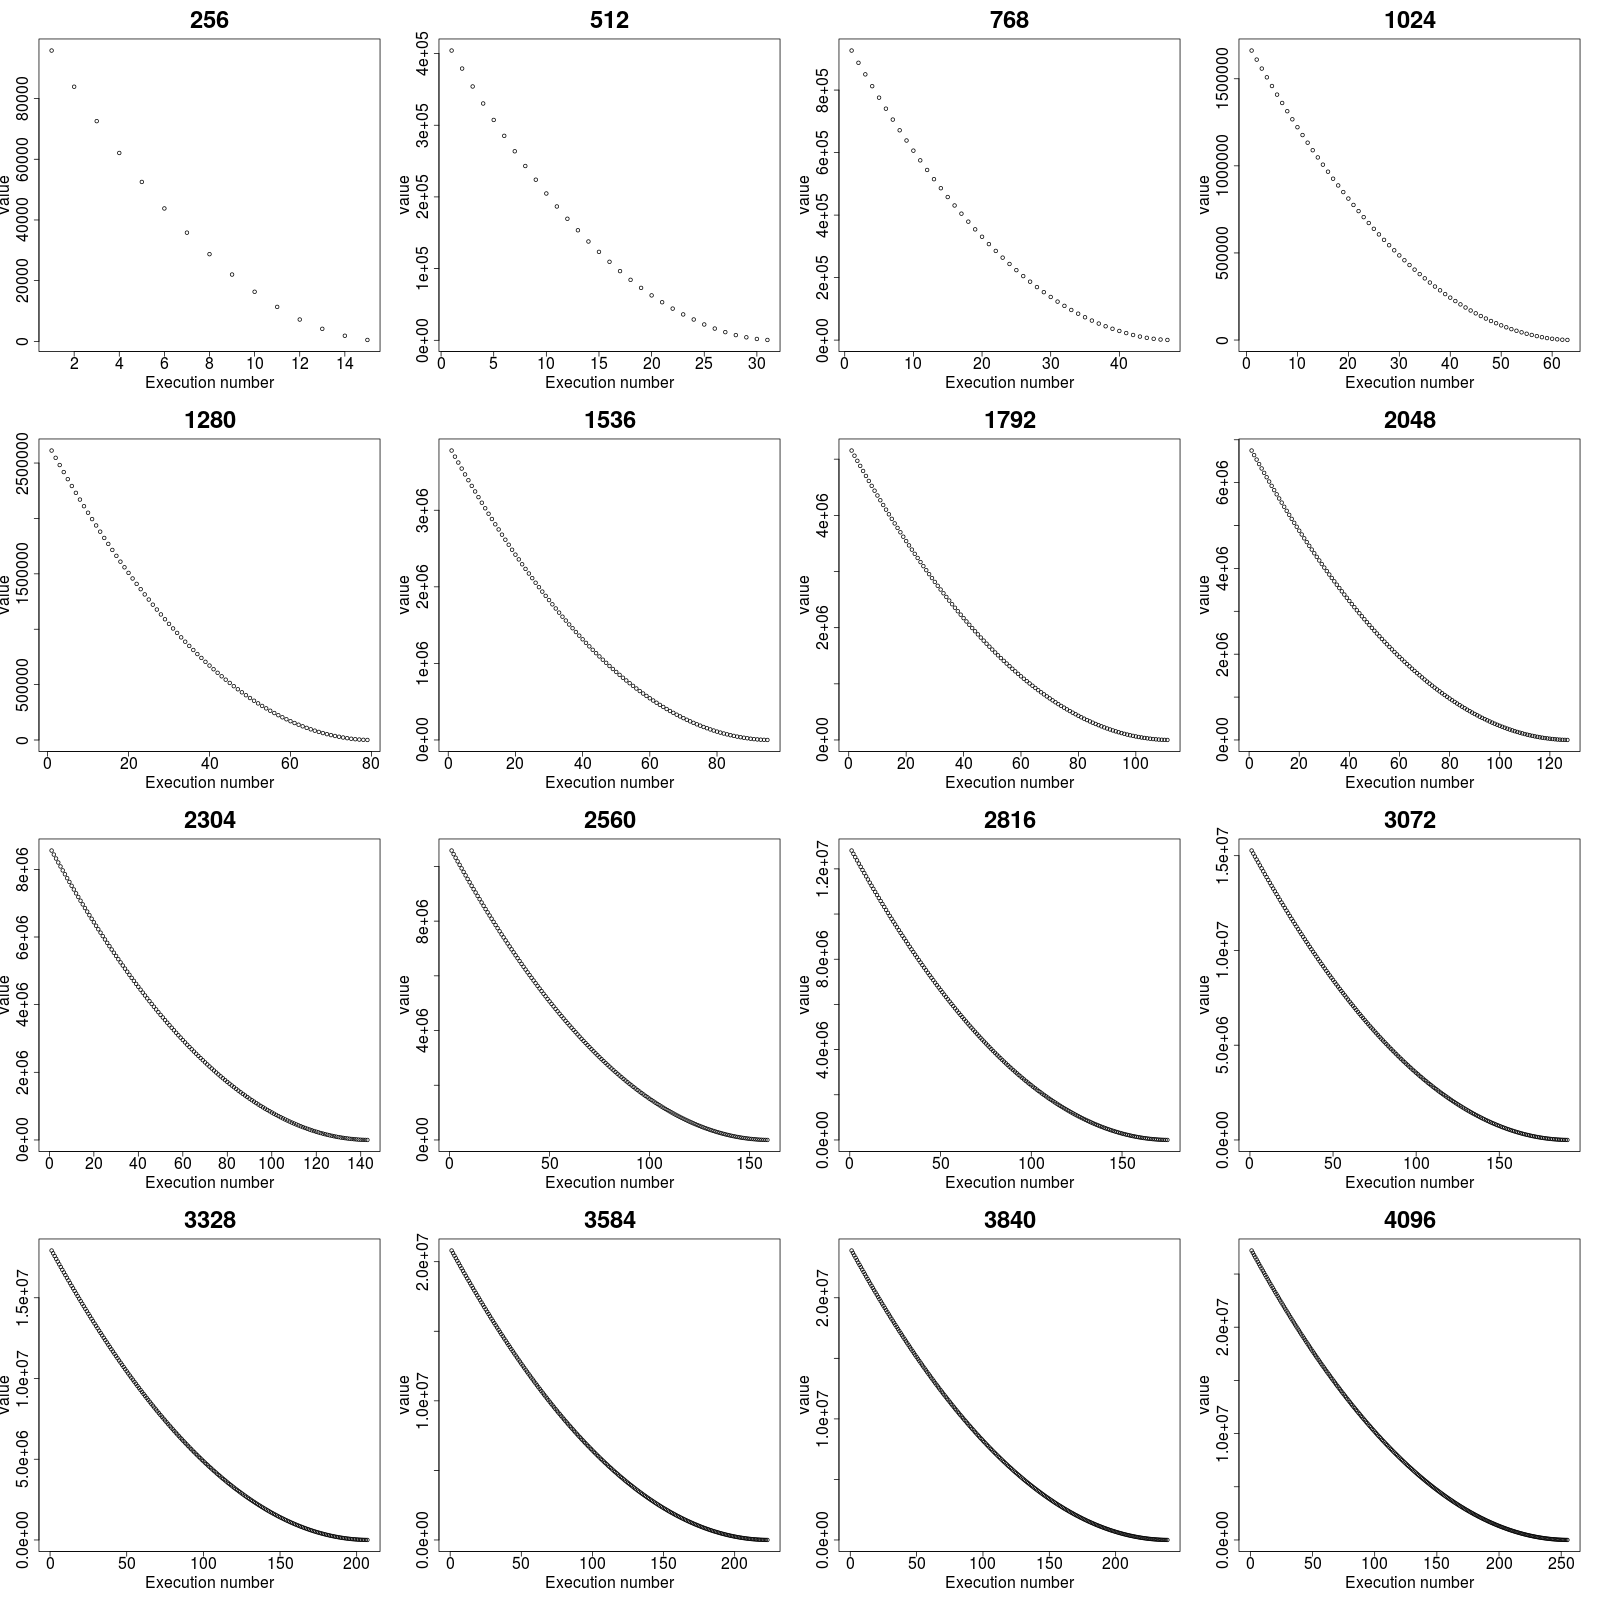 256
80000
60000
40000
20000
0
value
2 4 6 8 10 12 14
Execution number
512
4e+05
3e+05
2e+05
1e+05
0e+00
value
0 5 10 15 20 25 30
Execution number
768
8e+05
6e+05
4e+05
2e+05
0e+00
value
0 10 20 30 40
Execution number
1024
1500000
1000000
500000
0
value
0 10 20 30 40 50 60
Execution number
1280
2500000
1500000
500000
0
value
0 20 40 60 80
Execution number
1536
3e+06
2e+06
1e+06
0e+00
value
0 20 40 60 80
Execution number
1792
4e+06
2e+06
0e+00
value
0 20 40 60 80 100
Execution number
2048
6e+06
4e+06
2e+06
0e+00
value
0 20 40 60 80 100 120
Execution number
2304
8e+06
6e+06
4e+06
2e+06
0e+00
value
0 20 40 60 80 100 120 140
Execution number
2560
8e+06
4e+06
0e+00
value
0 50 100 150
Execution number
2816
1.2e+07
8.0e+06
4.0e+06
0.0e+00
value
0 50 100 150
Execution number
3072
1.5e+07
1.0e+07
5.0e+06
0.0e+00
value
0 50 100 150
Execution number
3328
1.5e+07
1.0e+07
5.0e+06
0.0e+00
value
0 50 100 150 200
Execution number
3584
2.0e+07
1.0e+07
0.0e+00
value
0 50 100 150 200
Execution number
3840
2.0e+07
1.0e+07
0.0e+00
value
0 50 100 150 200
Execution number
4096
2.0e+07
1.0e+07
0.0e+00
value
0 50 100 150 200 250
Execution number